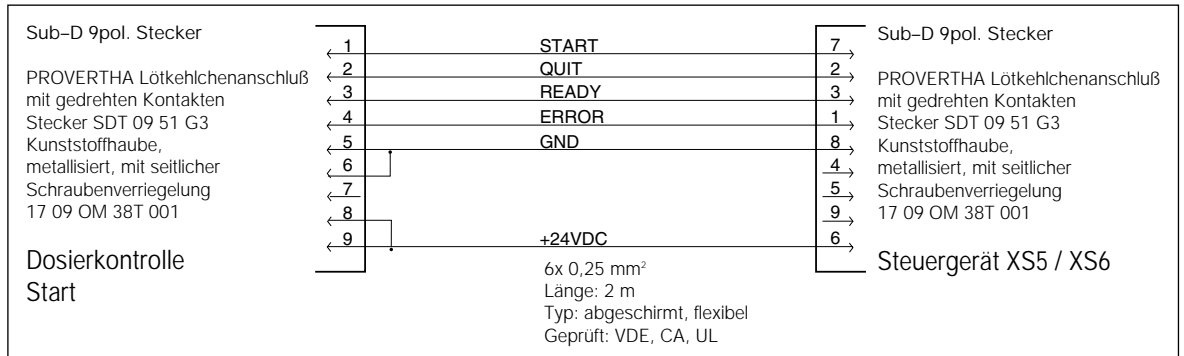 Sub–D 9pol. Stecker
PROVERTHA Lötkehlchenanschluß
mit gedrehten Kontakten
Stecker SDT 09 51 G3
Kunststoffhaube,
metallisiert, mit seitlicher
Schraubenverriegelung
17 09 OM 38T 001
Dosierkontrolle
Start
1 START 7
2 QUIT 2
3 READY 3
4 ERROR 1
5 GND 8
6 4
7 5
8 9
9 +24VDC 6
6x 0,25 mm²
Länge: 2 m
Typ: abgeschirmt, flexibel
Geprüft: VDE, CA, UL
Sub–D 9pol. Stecker
PROVERTHA Lötkehlchenanschluß
mit gedrehten Kontakten
Stecker SDT 09 51 G3
Kunststoffhaube,
metallisiert, mit seitlicher
Schraubenverriegelung
17 09 OM 38T 001
Steuergerät XS5 / XS6